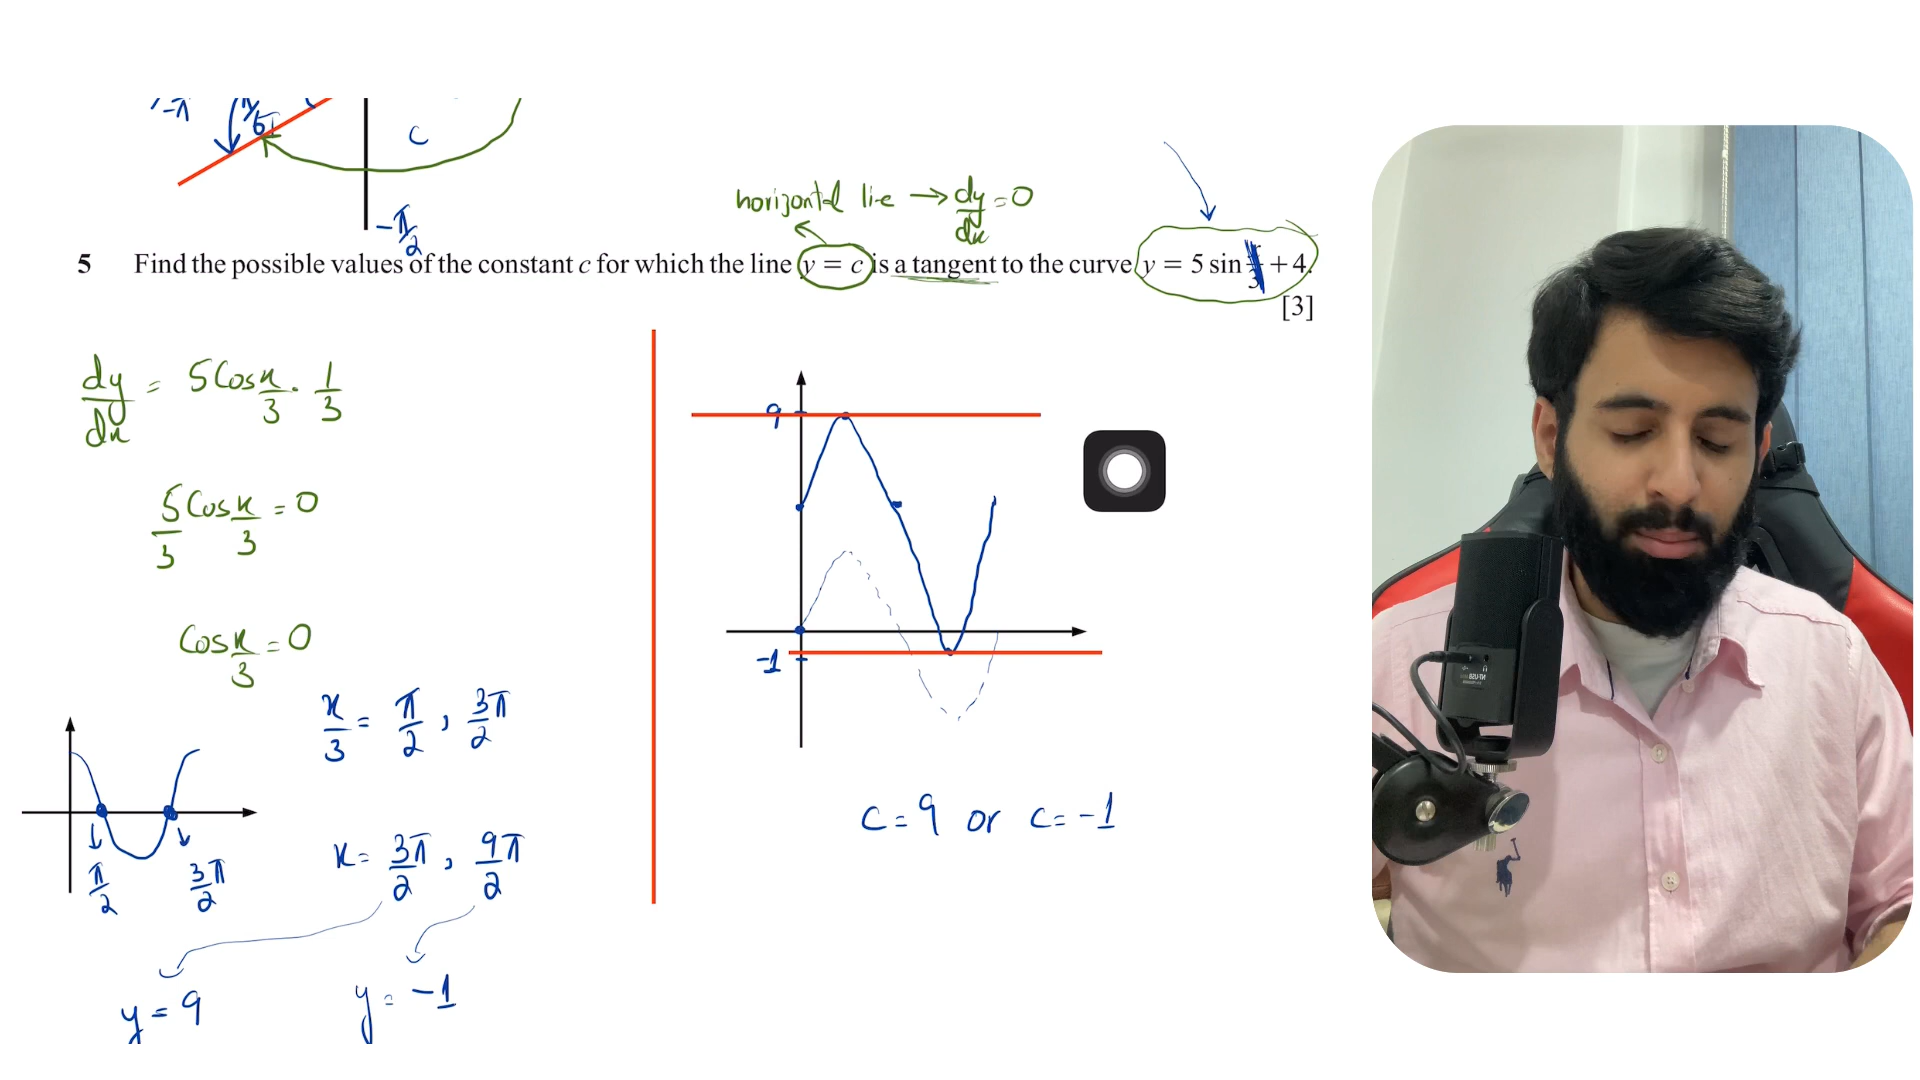 -π
π/6
C
-π/2
horizontal line → dy/dx = 0
5 Find the possible values of the constant c for which the line y = c is a tangent to the curve y = 5 sin x/3 + 4.
[3]
dy/dx = 5Cos x/3 . 1/3
5/3 Cos x/3 = 0
Cos x/3 = 0
x/3 = π/2 , 3π/2
π/2
3π/2
x = 3π/2 , 9π/2
y = 9
y = -1
9
-1
C = 9 or C = -1